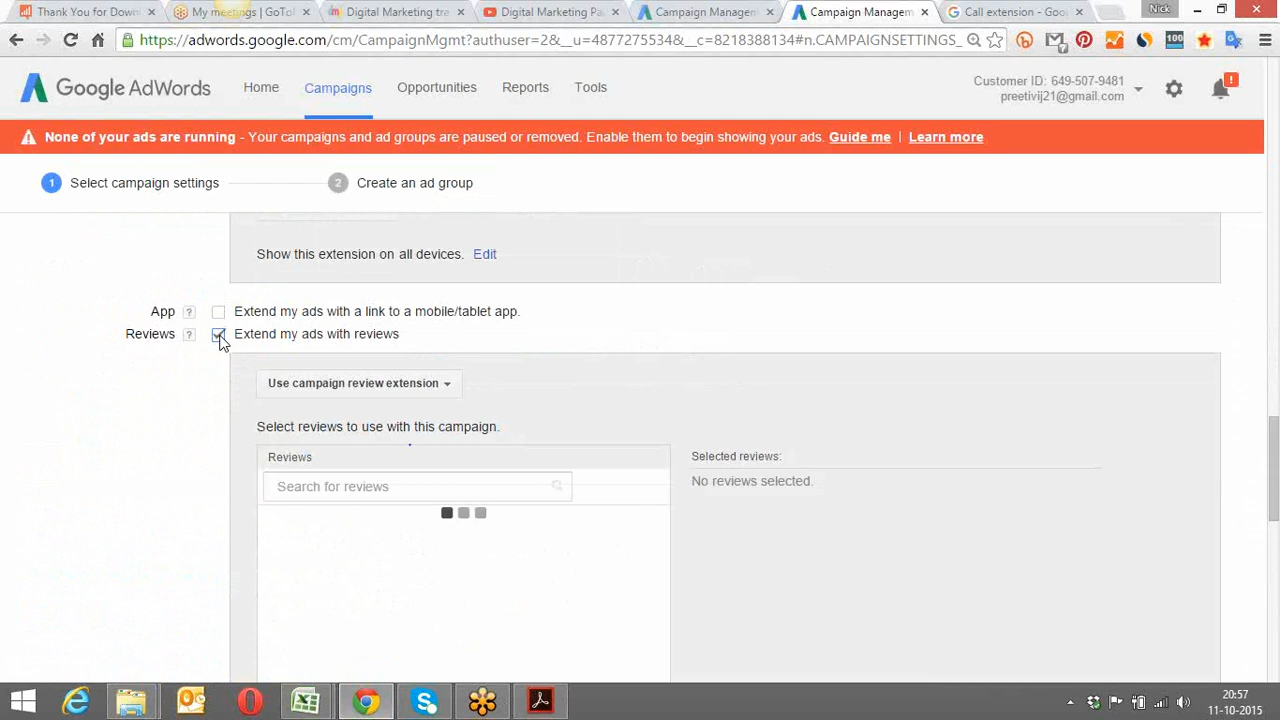 Thank You for Down
My meetings | GoTo
Digital Marketing tra
Digital Marketing Pa
Campaign Managem
Campaign Managem
Call extension - Goo
Nick
https://adwords.google.com/cm/CampaignMgmt?authuser=2&__u=4877275534&__c=8218388134#n.CAMPAIGNSETTINGS_
Google AdWords
Home
Campaigns
Opportunities
Reports
Tools
Customer ID: 649-507-9481
preetivij21@gmail.com
None of your ads are running - Your campaigns and ad groups are paused or removed. Enable them to begin showing your ads. Guide me | Learn more
1 Select campaign settings
2 Create an ad group
Show this extension on all devices. Edit
App ? Extend my ads with a link to a mobile/tablet app.
Reviews ? Extend my ads with reviews
Use campaign review extension
Select reviews to use with this campaign.
Reviews
Selected reviews:
Search for reviews
No reviews selected.
20:57
11-10-2015